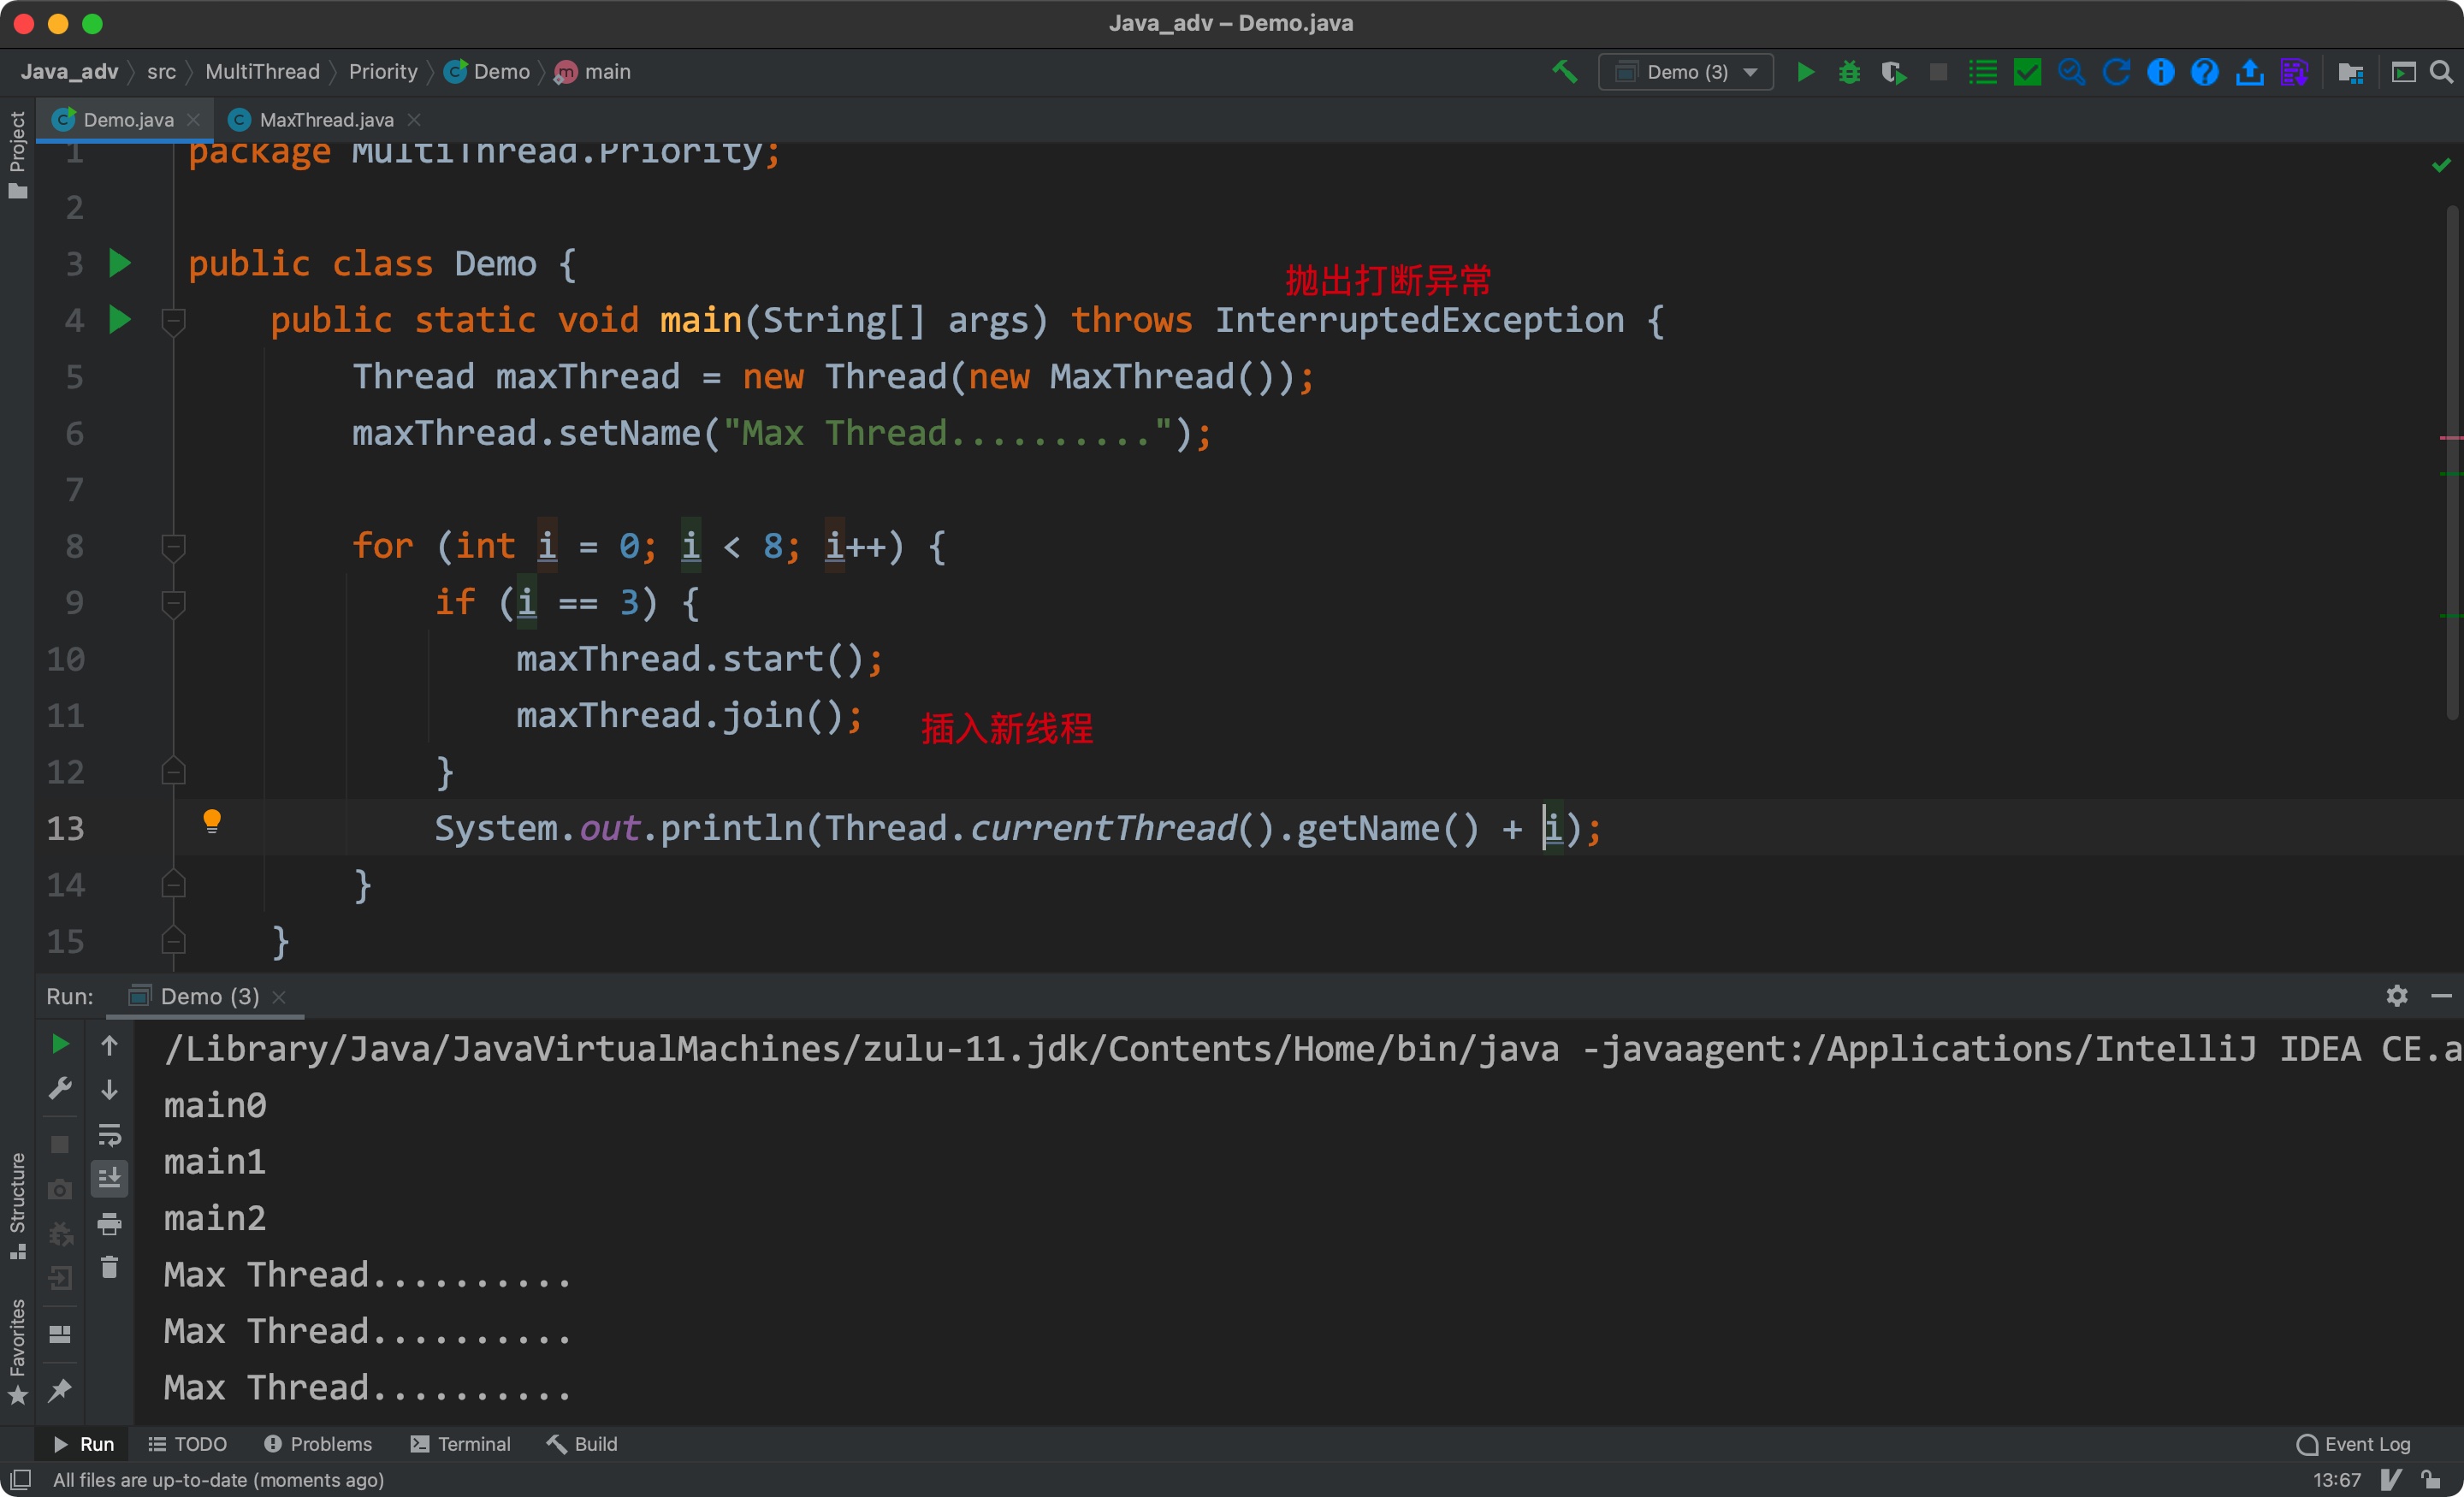 Java_adv – Demo.java
Java_adv src MultiThread Priority Demo main Demo (3)
Project
Demo.java MaxThread.java
1 package MultiThread.Priority;
2
3 public class Demo {
抛出打断异常
4 public static void main(String[] args) throws InterruptedException {
5 Thread maxThread = new Thread(new MaxThread());
6 maxThread.setName("Max Thread..........");
7
8 for (int i = 0; i < 8; i++) {
9 if (i == 3) {
10 maxThread.start();
11 maxThread.join(); 插入新线程
12 }
13 System.out.println(Thread.currentThread().getName() + i);
14 }
15 }
Run: Demo (3)
/Library/Java/JavaVirtualMachines/zulu-11.jdk/Contents/Home/bin/java -javaagent:/Applications/IntelliJ IDEA CE.a
main0
main1
main2
Max Thread..........
Max Thread..........
Max Thread..........
Structure
Favorites
Run TODO Problems Terminal Build Event Log
All files are up-to-date (moments ago) 13:67